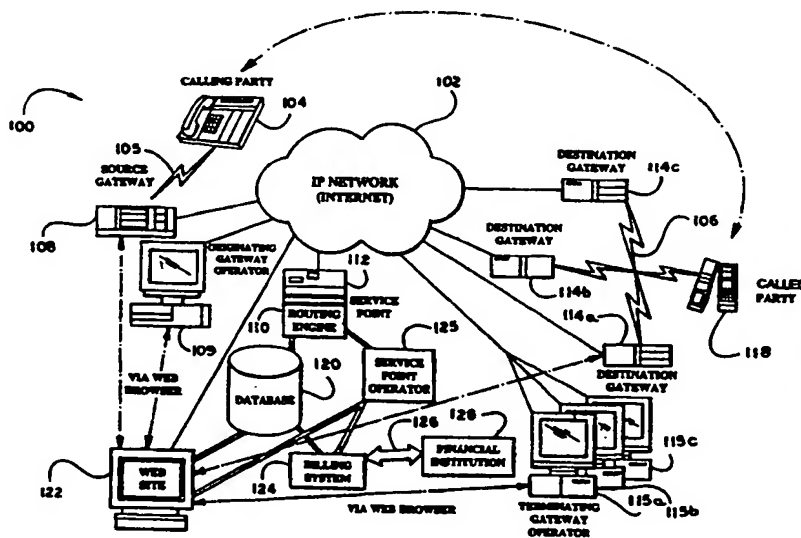 CALLING PARTY
104
102
100
105
SOURCE
GATEWAY
IP NETWORK
(INTERNET)
DESTINATION
GATEWAY
114c
106
108
ORIGINATING
GATEWAY
OPERATOR
112
DESTINATION
GATEWAY
SERVICE
POINT
114b
CALLED
PARTY
110
ROUTING
ENGINE
125
114a
118
109
120
SERVICE
POINT
OPERATOR
DESTINATION
GATEWAY
VIA WEB
BROWSER
DATABASE
126
128
FINANCIAL
INSTITUTION
115c
122
WEB
SITE
124
BILLING
SYSTEM
115a
115b
VIA WEB BROWSER
TERMINATING
GATEWAY
OPERATOR